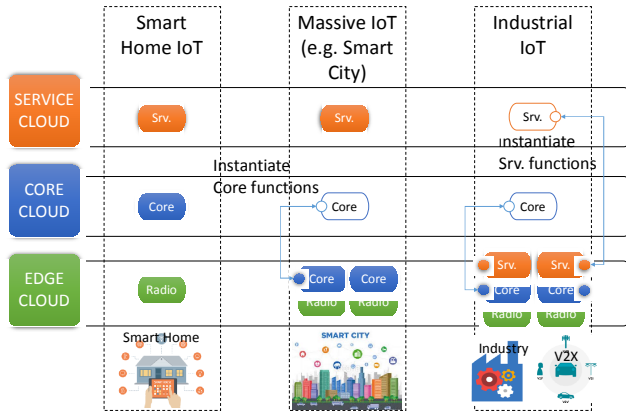 Smart
Home IoT
Massive IoT
(e.g. Smart
City)
Industrial
IoT
SERVICE
CLOUD
Srv.
Srv.
Srv.
Instantiate
Core functions
Instantiate
Srv. functions
CORE
CLOUD
Core
Core
Core
EDGE
CLOUD
Radio
Core
Core
Radio
Radio
Srv.
Srv.
Core
Core
Radio
Radio
Smart Home
SMART CITY
Industry
V2X